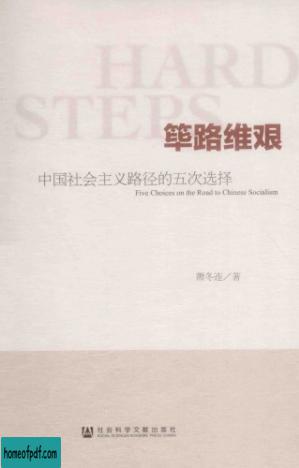 HARD
STEPS
筚路维艰
中国社会主义路径的五次选择
Five Choices on the Road to Chinese Socialism
萧冬连／著
社会科学文献出版社
SOCIAL SCIENCES ACADEMIC PRESS (CHINA)
homeofpdf.com